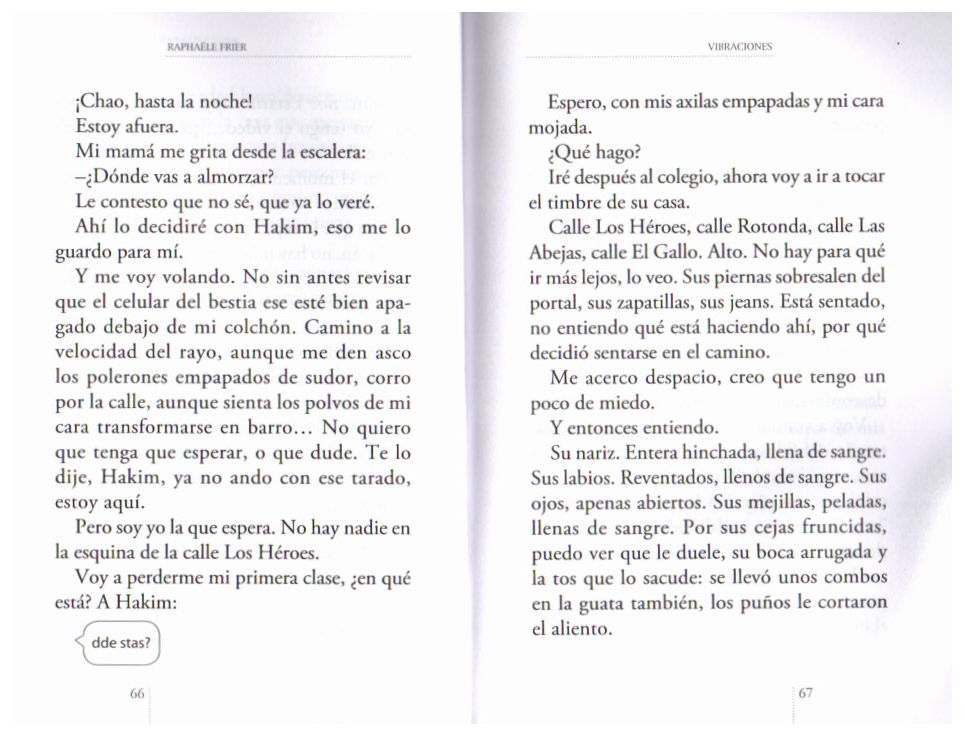 RAPHAËLE FRIER
¡Chao, hasta la noche!
Estoy afuera.
Mi mamá me grita desde la escalera:
–¿Dónde vas a almorzar?
Le contesto que no sé, que ya lo veré.
Ahí lo decidiré con Hakim, eso me lo
guardo para mí.
Y me voy volando. No sin antes revisar
que el celular del bestia ese esté bien apa-
gado debajo de mi colchón. Camino a la
velocidad del rayo, aunque me den asco
los polerones empapados de sudor, corro
por la calle, aunque sienta los polvos de mi
cara transformarse en barro... No quiero
que tenga que esperar, o que dude. Te lo
dije, Hakim, ya no ando con ese tarado,
estoy aquí.
Pero soy yo la que espera. No hay nadie en
la esquina de la calle Los Héroes.
Voy a perderme mi primera clase, ¿en qué
está? A Hakim:
dde stas?
66
VIBRACIONES
Espero, con mis axilas empapadas y mi cara
mojada.
¿Qué hago?
Iré después al colegio, ahora voy a ir a tocar
el timbre de su casa.
Calle Los Héroes, calle Rotonda, calle Las
Abejas, calle El Gallo. Alto. No hay para qué
ir más lejos, lo veo. Sus piernas sobresalen del
portal, sus zapatillas, sus jeans. Está sentado,
no entiendo qué está haciendo ahí, por qué
decidió sentarse en el camino.
Me acerco despacio, creo que tengo un
poco de miedo.
Y entonces entiendo.
Su nariz. Entera hinchada, llena de sangre.
Sus labios. Reventados, llenos de sangre. Sus
ojos, apenas abiertos. Sus mejillas, peladas,
llenas de sangre. Por sus cejas fruncidas,
puedo ver que le duele, su boca arrugada y
la tos que lo sacude: se llevó unos combos
en la guata también, los puños le cortaron
el aliento.
67